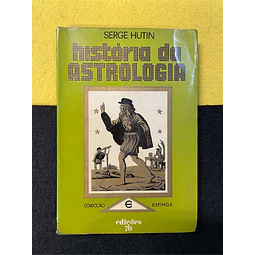 SERGE HUTIN
história da
ASTROLOGIA
COLECÇÃO E ESFINGE
edições
70